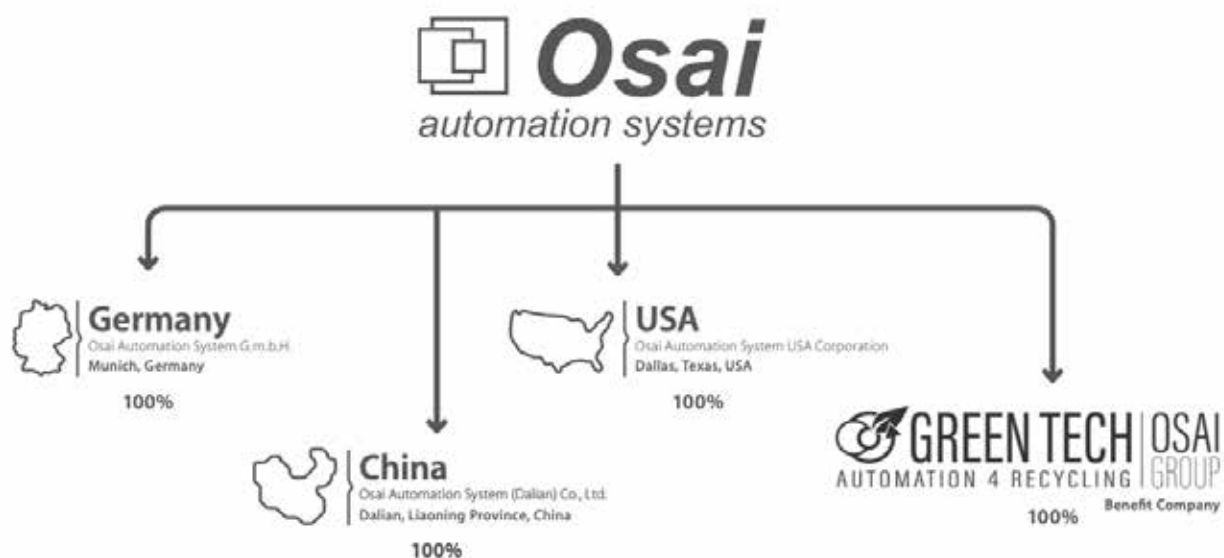 Osai
automation systems
Germany
Osai Automation System G.m.b.H.
Munich, Germany
100%
USA
Osai Automation System USA Corporation
Dallas, Texas, USA
100%
China
Osai Automation System (Dalian) Co., Ltd.
Dalian, Liaoning Province, China
100%
GREEN TECH OSAI
AUTOMATION 4 RECYCLING GROUP
Benefit Company
100%